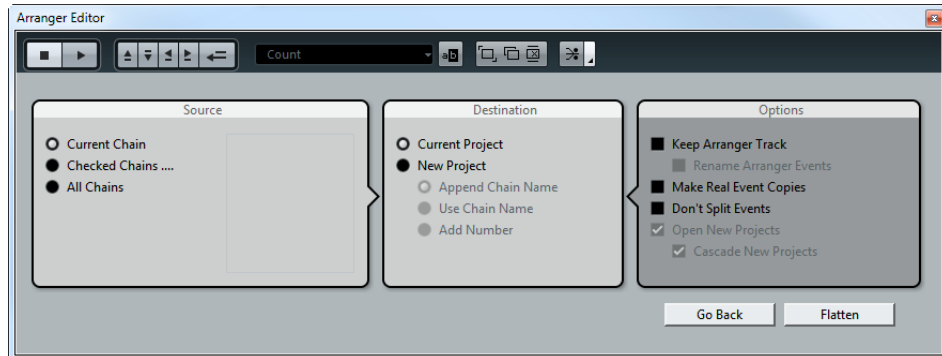 Arranger Editor
Count
ab
Source
Current Chain
Checked Chains ....
All Chains
Destination
Current Project
New Project
Append Chain Name
Use Chain Name
Add Number
Options
Keep Arranger Track
Rename Arranger Events
Make Real Event Copies
Don't Split Events
Open New Projects
Cascade New Projects
Go Back
Flatten